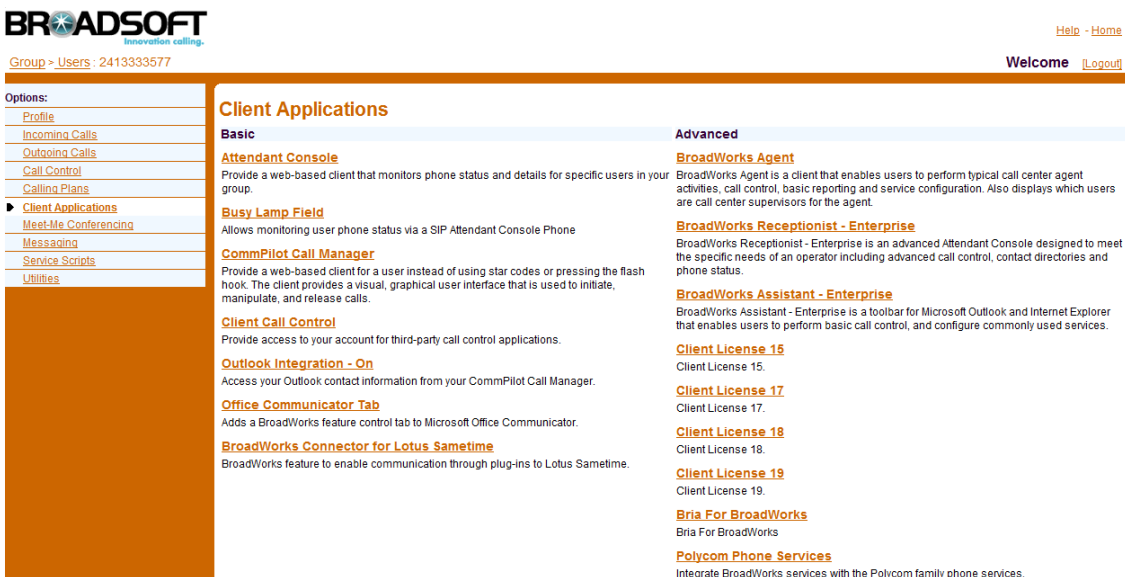 BROADSOFT
Innovation calling.
Help - Home
Group > Users : 2413333577
Welcome [Logout]
Options:
Profile
Incoming Calls
Outgoing Calls
Call Control
Calling Plans
Client Applications
Meet-Me Conferencing
Messaging
Service Scripts
Utilities
Client Applications
Basic
Attendant Console
Provide a web-based client that monitors phone status and details for specific users in your
group.
Busy Lamp Field
Allows monitoring user phone status via a SIP Attendant Console Phone
CommPilot Call Manager
Provide a web-based client for a user instead of using star codes or pressing the flash
hook. The client provides a visual, graphical user interface that is used to initiate,
manipulate, and release calls.
Client Call Control
Provide access to your account for third-party call control applications.
Outlook Integration - On
Access your Outlook contact information from your CommPilot Call Manager.
Office Communicator Tab
Adds a BroadWorks feature control tab to Microsoft Office Communicator.
BroadWorks Connector for Lotus Sametime
BroadWorks feature to enable communication through plug-ins to Lotus Sametime.
Advanced
BroadWorks Agent
BroadWorks Agent is a client that enables users to perform typical call center agent
activities, call control, basic reporting and service configuration. Also displays which users
are call center supervisors for the agent.
BroadWorks Receptionist - Enterprise
BroadWorks Receptionist - Enterprise is an advanced Attendant Console designed to meet
the specific needs of an operator including advanced call control, contact directories and
phone status.
BroadWorks Assistant - Enterprise
BroadWorks Assistant - Enterprise is a toolbar for Microsoft Outlook and Internet Explorer
that enables users to perform basic call control, and configure commonly used services.
Client License 15
Client License 15.
Client License 17
Client License 17.
Client License 18
Client License 18.
Client License 19
Client License 19.
Bria For BroadWorks
Bria For BroadWorks
Polycom Phone Services
Integrate BroadWorks services with the Polycom family phone services.